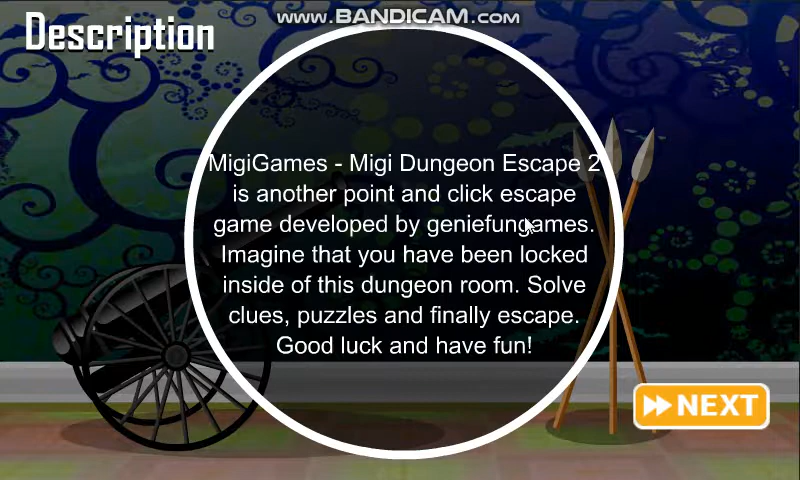 www.BANDICAM.com
Description
MigiGames - Migi Dungeon Escape 2
is another point and click escape
game developed by geniefungames.
Imagine that you have been locked
inside of this dungeon room. Solve
clues, puzzles and finally escape.
Good luck and have fun!
NEXT